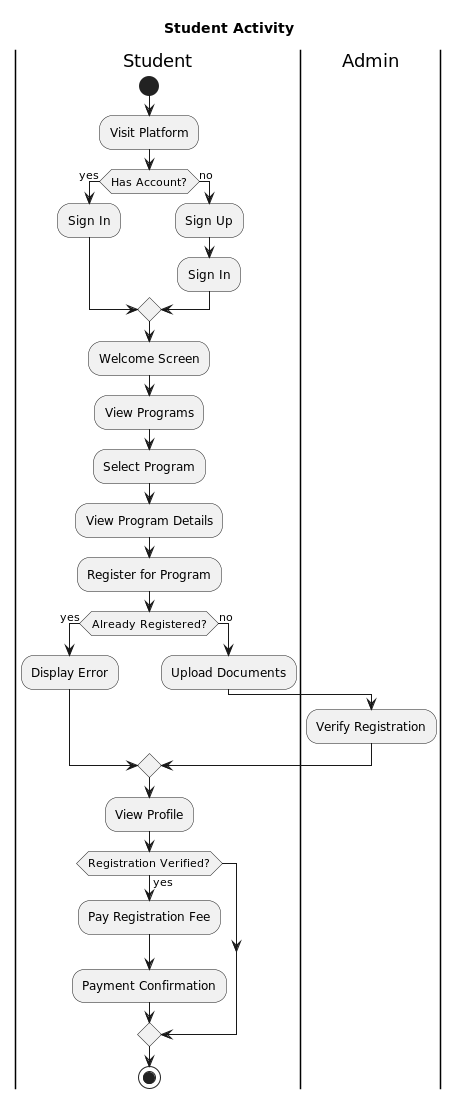 Student Activity
Student
Admin
Visit Platform
yes
Has Account?
no
Sign In
Sign Up
Sign In
Welcome Screen
View Programs
Select Program
View Program Details
Register for Program
yes
Already Registered?
no
Display Error
Upload Documents
Verify Registration
View Profile
Registration Verified?
yes
Pay Registration Fee
Payment Confirmation